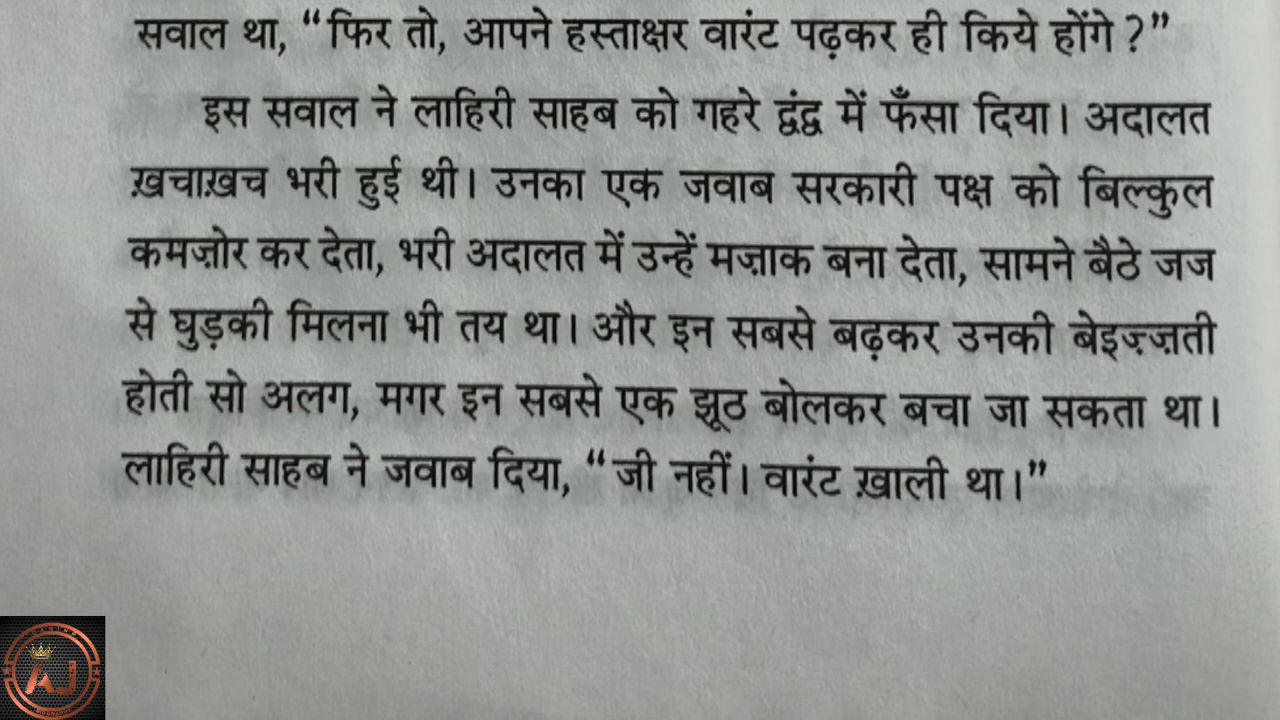 सवाल था, “फिर तो, आपने हस्ताक्षर वारंट पढ़कर ही किये होंगे ?”
इस सवाल ने लाहिरी साहब को गहरे द्वंद्व में फँसा दिया। अदालत
ख़चाख़च भरी हुई थी। उनका एक जवाब सरकारी पक्ष को बिल्कुल
कमज़ोर कर देता, भरी अदालत में उन्हें मज़ाक बना देता, सामने बैठे जज
से घुड़की मिलना भी तय था। और इन सबसे बढ़कर उनकी बेइज़्ज़ती
होती सो अलग, मगर इन सबसे एक झूठ बोलकर बचा जा सकता था।
लाहिरी साहब ने जवाब दिया, “जी नहीं। वारंट ख़ाली था।”
AJ